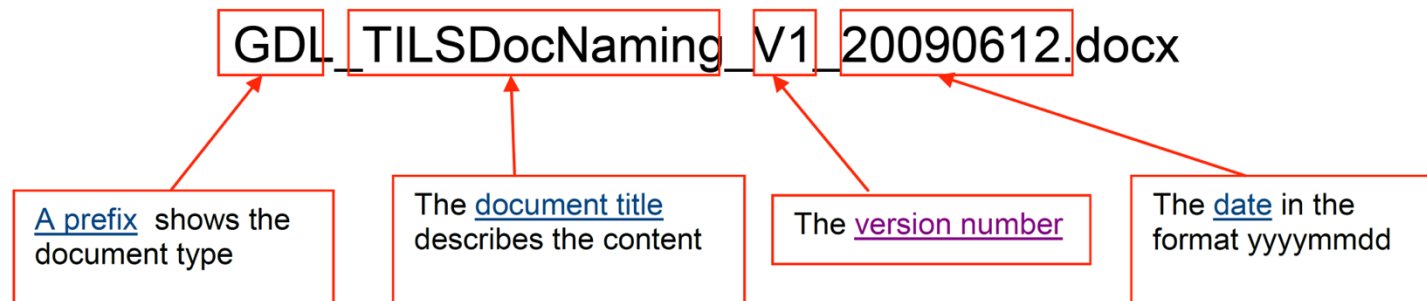 GDL_TILSDocNaming_V1_20090612.docx
A prefix shows the
document type
The document title
describes the content
The version number
The date in the
format yyyymmdd